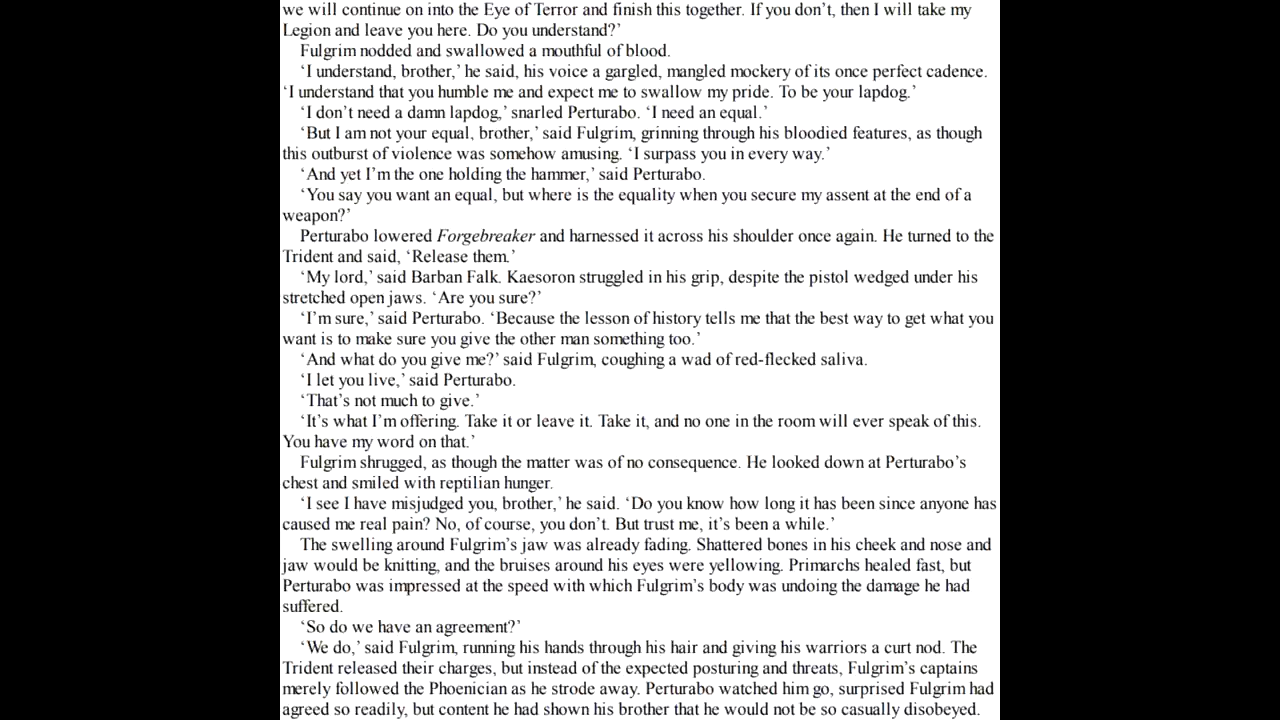 we will continue on into the Eye of Terror and finish this together. If you don’t, then I will take my
Legion and leave you here. Do you understand?’
Fulgrim nodded and swallowed a mouthful of blood.
‘I understand, brother,’ he said, his voice a gargled, mangled mockery of its once perfect cadence.
‘I understand that you humble me and expect me to swallow my pride. To be your lapdog.’
‘I don’t need a damn lapdog,’ snarled Perturabo. ‘I need an equal.’
‘But I am not your equal, brother,’ said Fulgrim, grinning through his bloodied features, as though
this outburst of violence was somehow amusing. ‘I surpass you in every way.’
‘And yet I’m the one holding the hammer,’ said Perturabo.
‘You say you want an equal, but where is the equality when you secure my assent at the end of a
weapon?’
Perturabo lowered Forgebreaker and harnessed it across his shoulder once again. He turned to the
Trident and said, ‘Release them.’
‘My lord,’ said Barban Falk. Kaesoron struggled in his grip, despite the pistol wedged under his
stretched open jaws. ‘Are you sure?’
‘I’m sure,’ said Perturabo. ‘Because the lesson of history tells me that the best way to get what you
want is to make sure you give the other man something too.’
‘And what do you give me?’ said Fulgrim, coughing a wad of red-flecked saliva.
‘I let you live,’ said Perturabo.
‘That’s not much to give.’
‘It’s what I’m offering. Take it or leave it. Take it, and no one in the room will ever speak of this.
You have my word on that.’
Fulgrim shrugged, as though the matter was of no consequence. He looked down at Perturabo’s
chest and smiled with reptilian hunger.
‘I see I have misjudged you, brother,’ he said. ‘Do you know how long it has been since anyone has
caused me real pain? No, of course, you don’t. But trust me, it’s been a while.’
The swelling around Fulgrim’s jaw was already fading. Shattered bones in his cheek and nose and
jaw would be knitting, and the bruises around his eyes were yellowing. Primarchs healed fast, but
Perturabo was impressed at the speed with which Fulgrim’s body was undoing the damage he had
suffered.
‘So do we have an agreement?’
‘We do,’ said Fulgrim, running his hands through his hair and giving his warriors a curt nod. The
Trident released their charges, but instead of the expected posturing and threats, Fulgrim’s captains
merely followed the Phoenician as he strode away. Perturabo watched him go, surprised Fulgrim had
agreed so readily, but content he had shown his brother that he would not be so casually disobeyed.